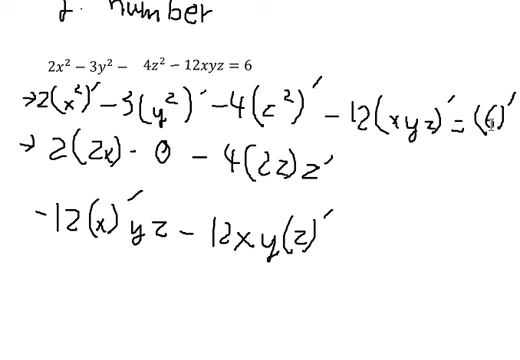 2. number
2x² − 3y² − 4z² − 12xyz = 6
→ 2(x²)′ − 3(y²)′ − 4(z²)′ − 12(xyz)′ = (6)′
→ 2(2x) - 0 − 4(2z)z′
-12(x)′yz − 12xy(z)′